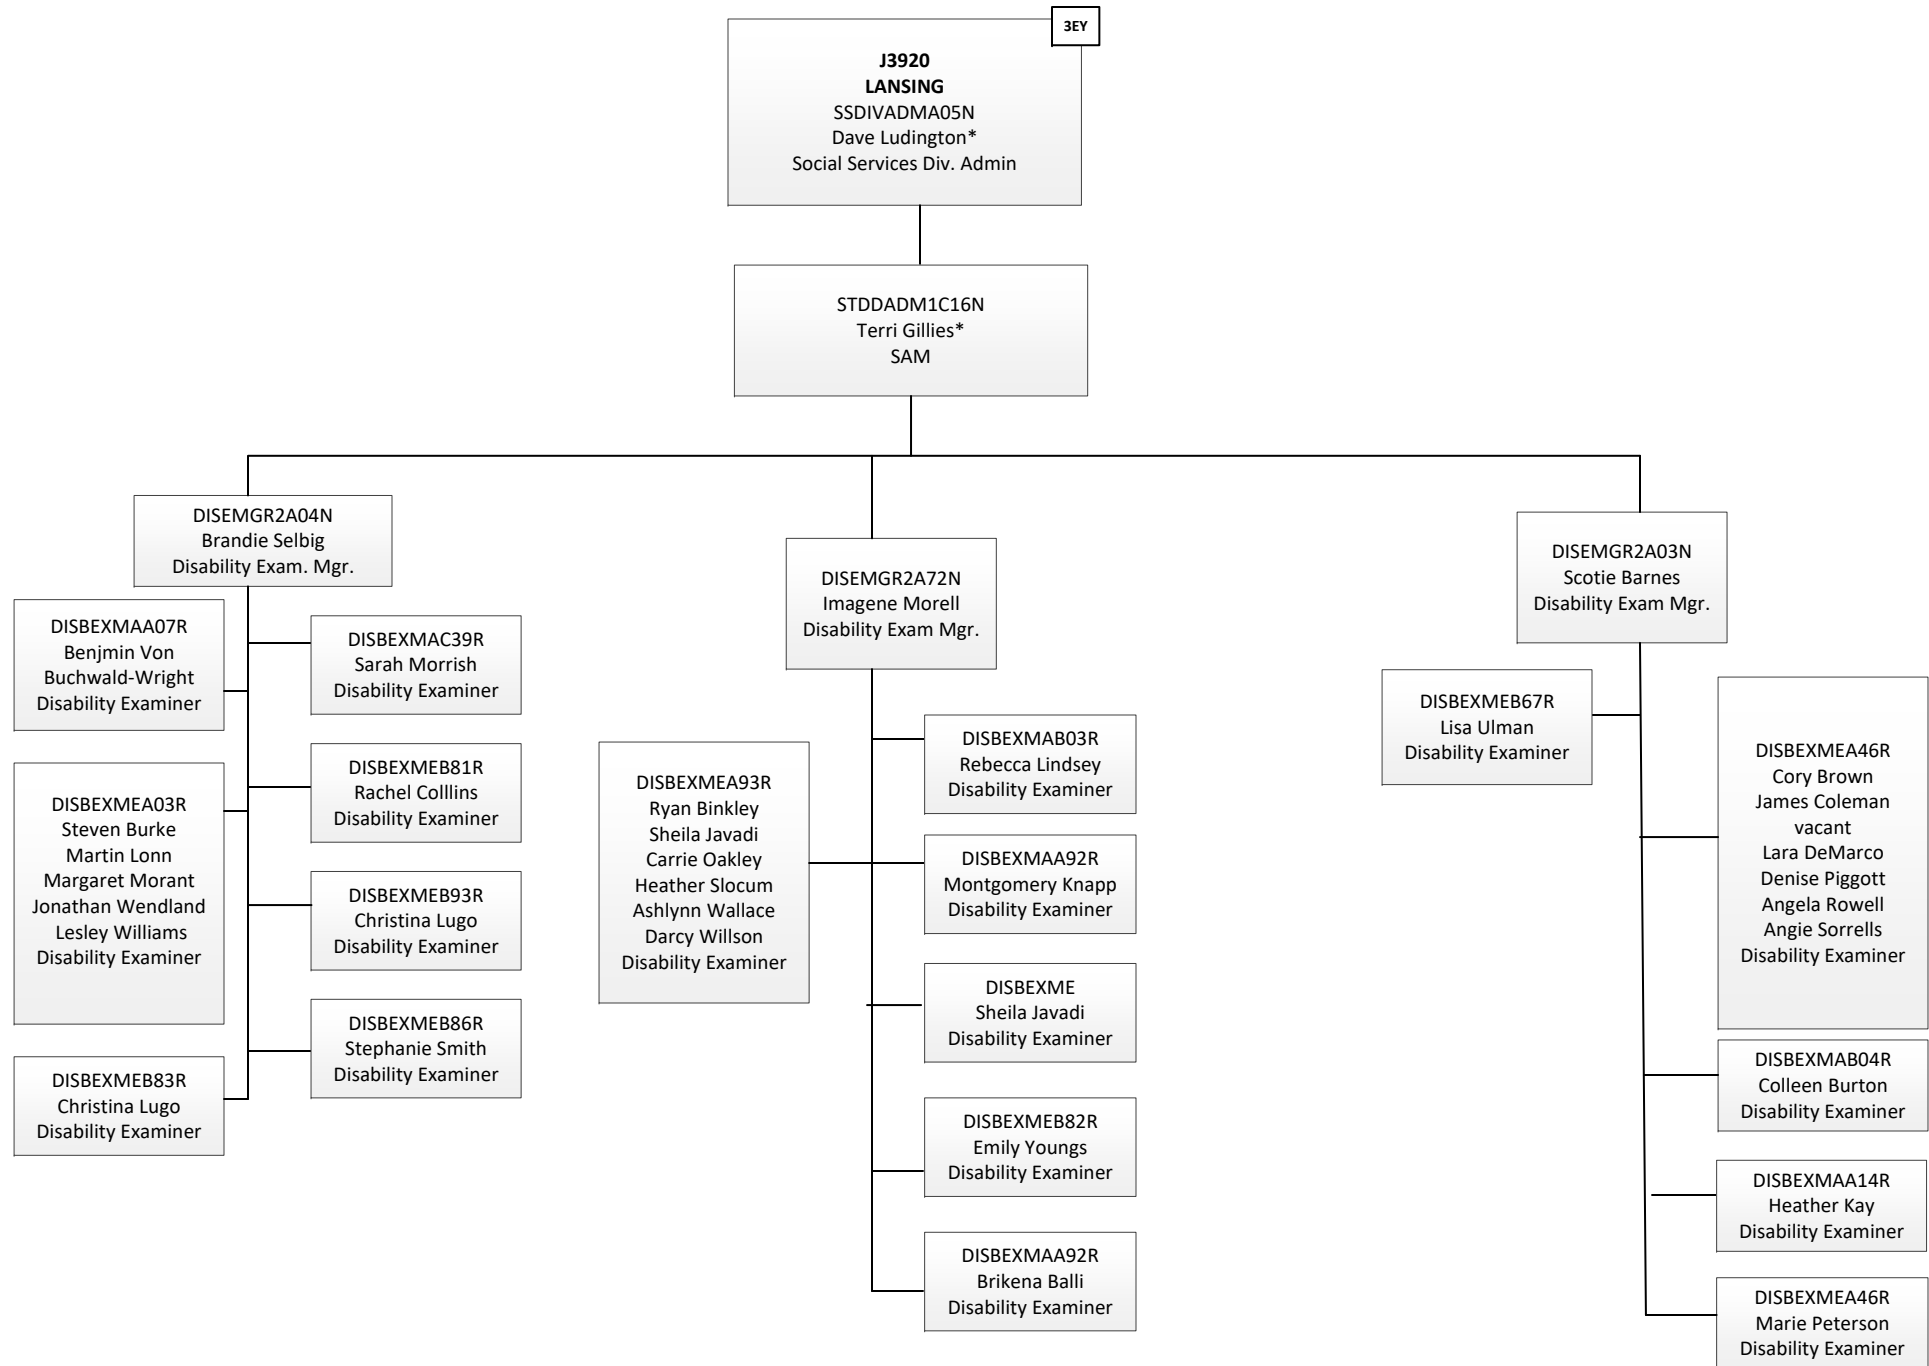 3EY
J3920
LANSING
SSDIVADMA05N
Dave Ludington*
Social Services Div. Admin
STDDADM1C16N
Terri Gillies*
SAM
DISEMGR2A04N
Brandie Selbig
Disability Exam. Mgr.
DISBEXMAA07R
Benjmin Von
Buchwald-Wright
Disability Examiner
DISBEXMAC39R
Sarah Morrish
Disability Examiner
DISBEXMEA03R
Steven Burke
Martin Lonn
Margaret Morant
Jonathan Wendland
Lesley Williams
Disability Examiner
DISBEXMEB81R
Rachel Colllins
Disability Examiner
DISBEXMEB93R
Christina Lugo
Disability Examiner
DISBEXMEB86R
Stephanie Smith
Disability Examiner
DISBEXMEB83R
Christina Lugo
Disability Examiner
DISEMGR2A72N
Imagene Morell
Disability Exam Mgr.
DISBEXMEA93R
Ryan Binkley
Sheila Javadi
Carrie Oakley
Heather Slocum
Ashlynn Wallace
Darcy Willson
Disability Examiner
DISBEXMAB03R
Rebecca Lindsey
Disability Examiner
DISBEXMAA92R
Montgomery Knapp
Disability Examiner
DISBEXME
Sheila Javadi
Disability Examiner
DISBEXMEB82R
Emily Youngs
Disability Examiner
DISBEXMAA92R
Brikena Balli
Disability Examiner
DISEMGR2A03N
Scotie Barnes
Disability Exam Mgr.
DISBEXMEB67R
Lisa Ulman
Disability Examiner
DISBEXMEA46R
Cory Brown
James Coleman
vacant
Lara DeMarco
Denise Piggott
Angela Rowell
Angie Sorrells
Disability Examiner
DISBEXMAB04R
Colleen Burton
Disability Examiner
DISBEXMAA14R
Heather Kay
Disability Examiner
DISBEXMEA46R
Marie Peterson
Disability Examiner